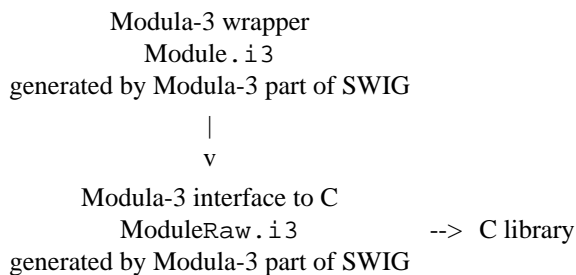 Modula-3 wrapper
Module.i3
generated by Modula-3 part of SWIG
|
v
Modula-3 interface to C
ModuleRaw.i3 --> C library
generated by Modula-3 part of SWIG